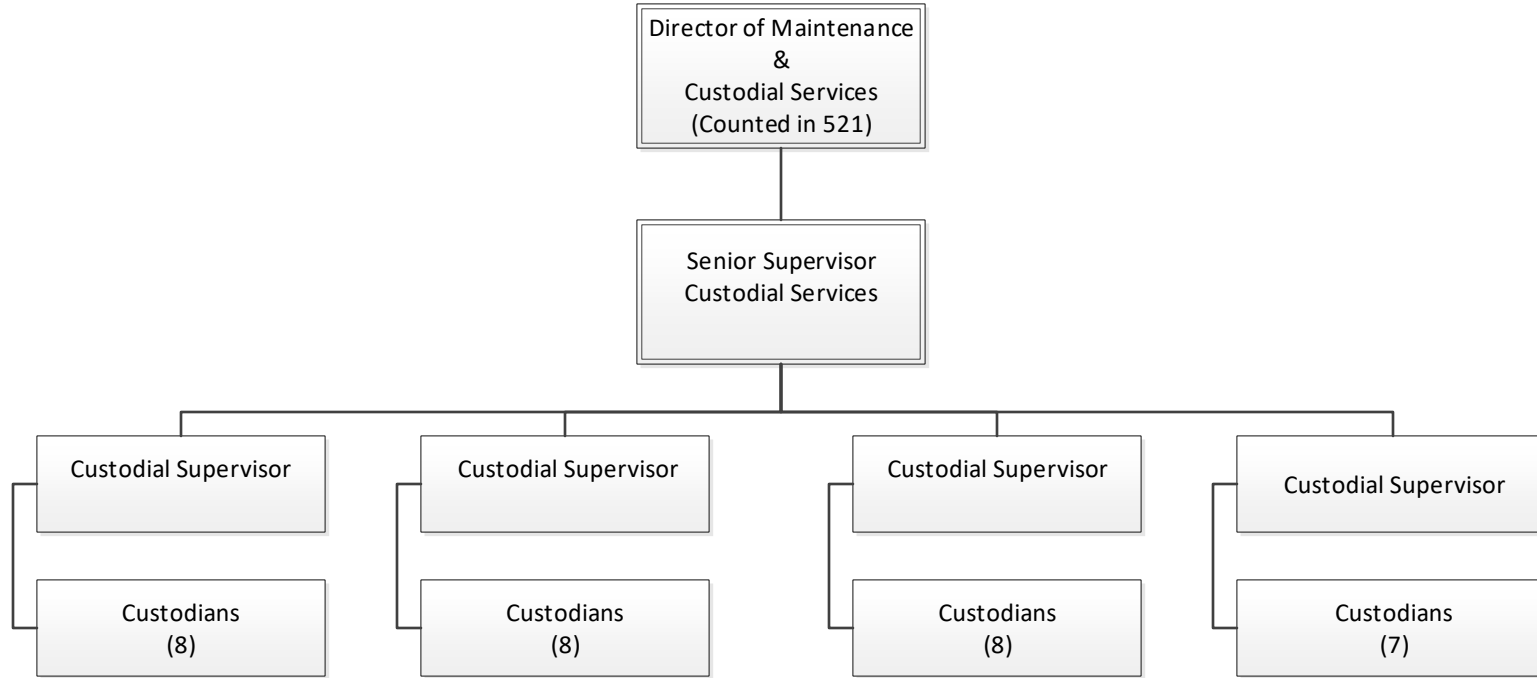 Director of Maintenance
&
Custodial Services
(Counted in 521)
Senior Supervisor
Custodial Services
Custodial Supervisor
Custodial Supervisor
Custodial Supervisor
Custodial Supervisor
Custodians
(8)
Custodians
(8)
Custodians
(8)
Custodians
(7)